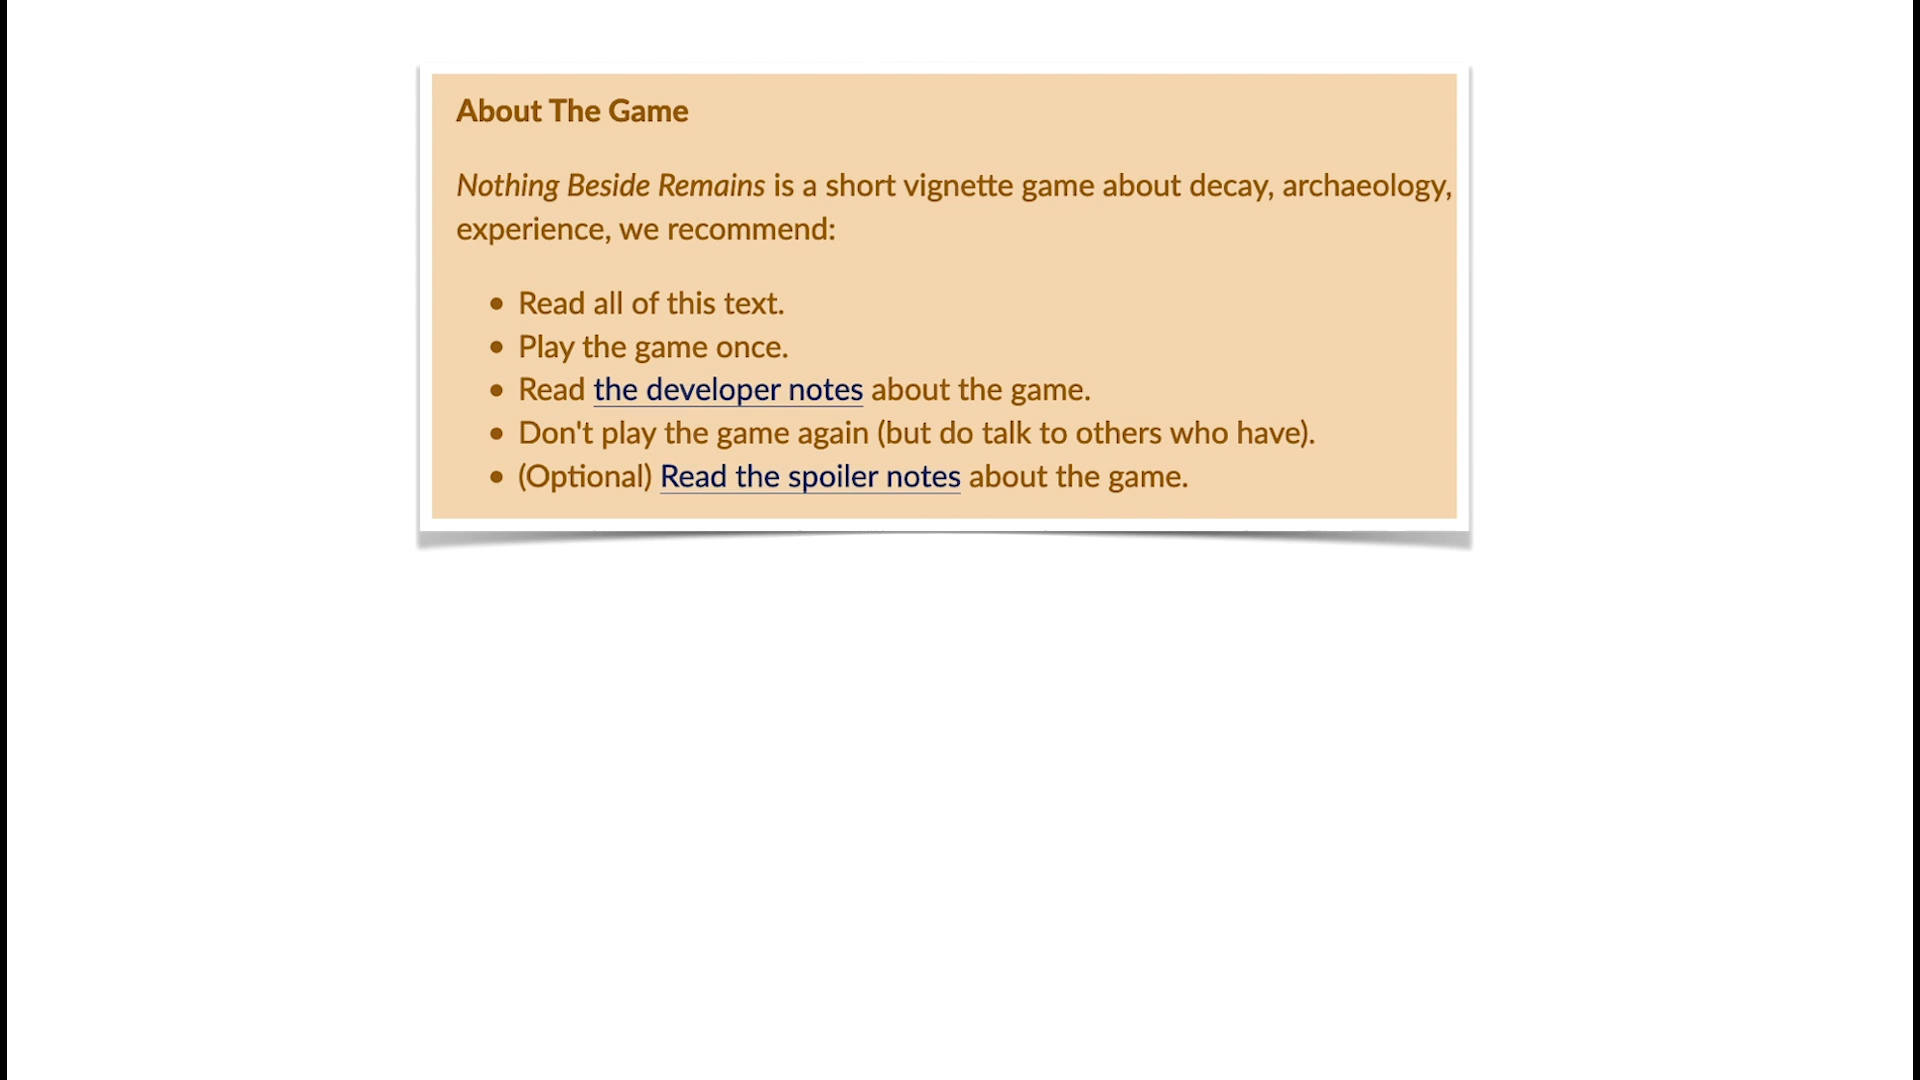 About The Game
Nothing Beside Remains is a short vignette game about decay, archaeology,
experience, we recommend:
• Read all of this text.
• Play the game once.
• Read the developer notes about the game.
• Don't play the game again (but do talk to others who have).
• (Optional) Read the spoiler notes about the game.